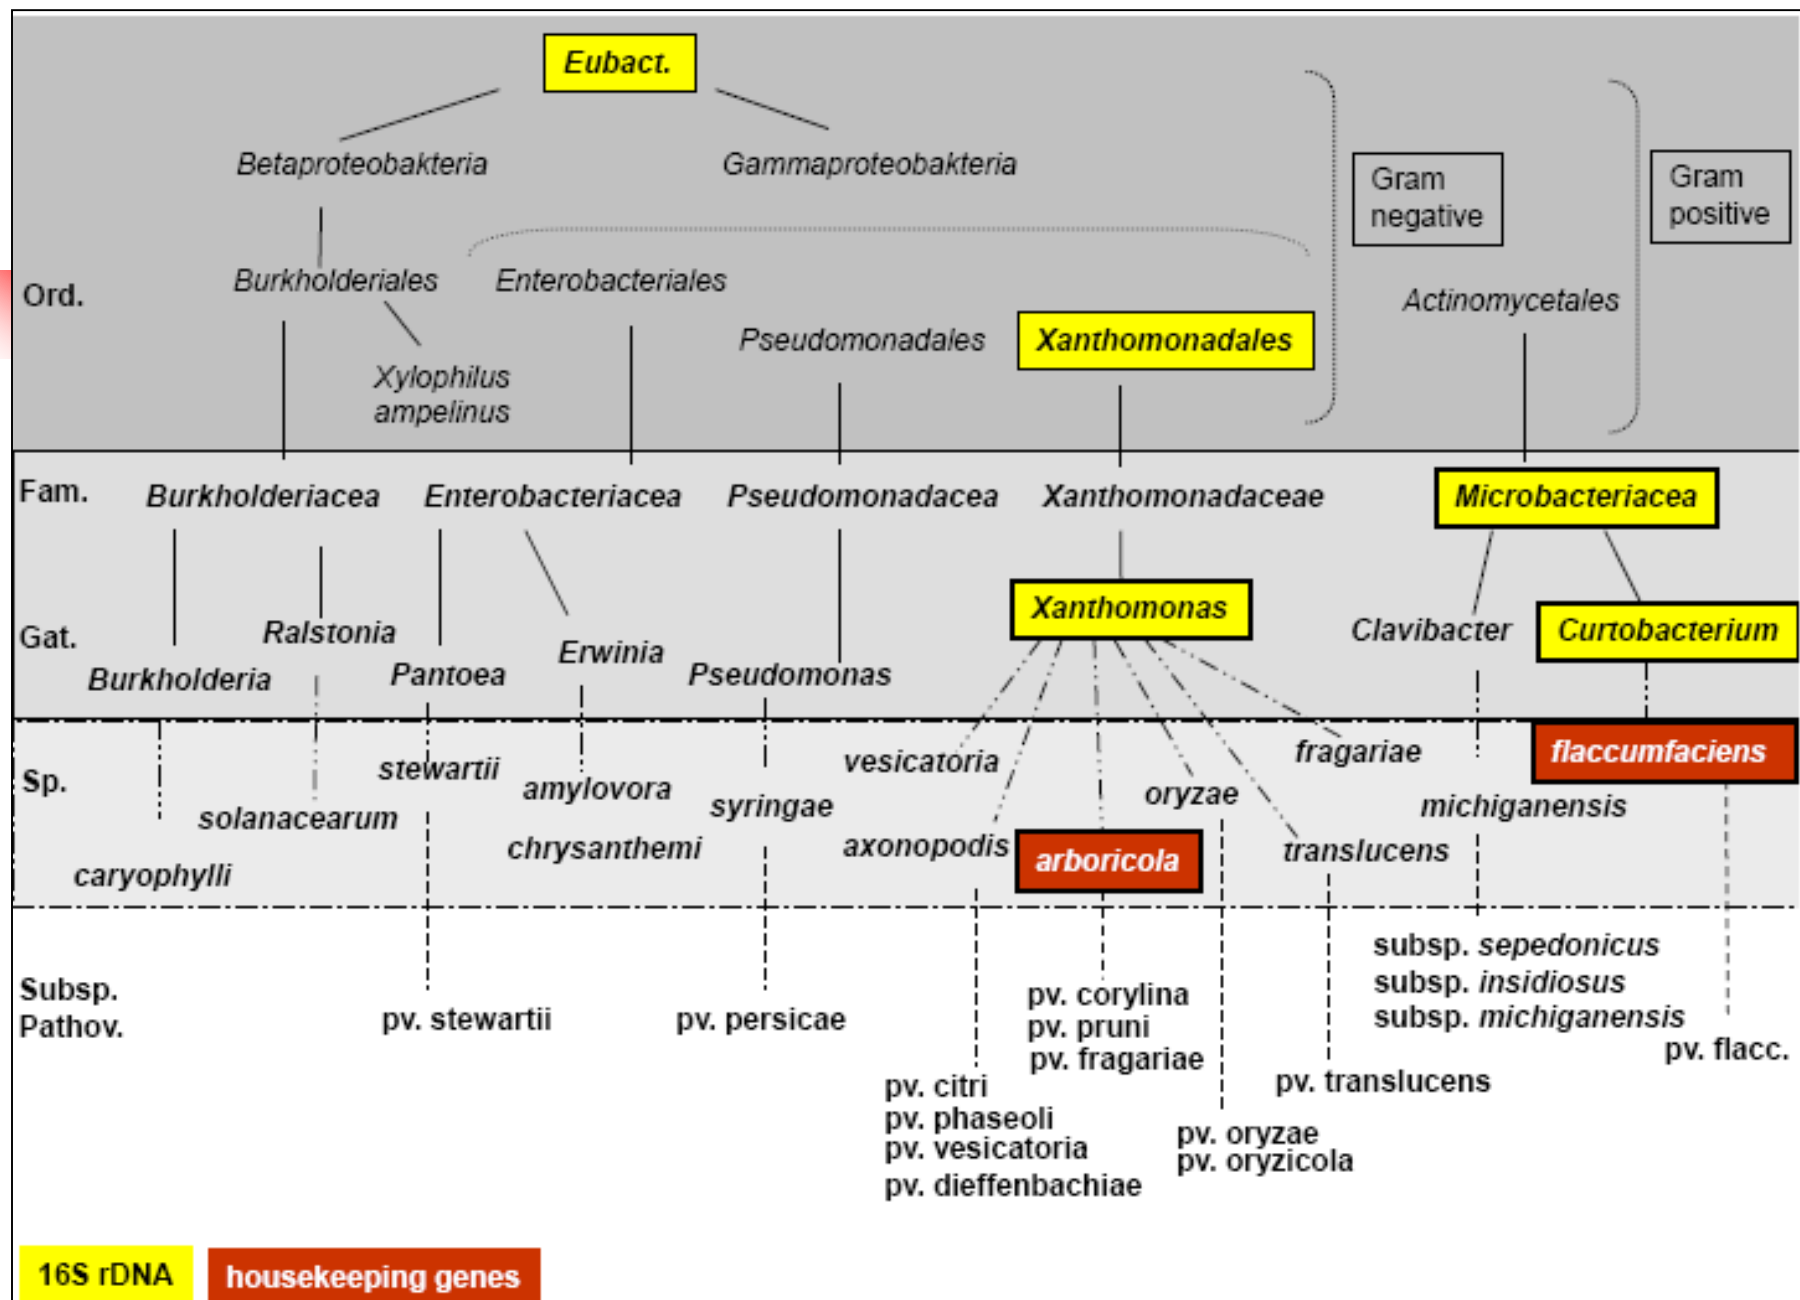 Eubact.
Betaproteobakteria
Gammaproteobakteria
Gram
negative
Gram
positive
Ord.
Burkholderiales
Enterobacteriales
Actinomycetales
Pseudomonadales
Xanthomonadales
Xylophilus
ampelinus
Fam.
Burkholderiacea
Enterobacteriacea
Pseudomonadacea
Xanthomonadaceae
Microbacteriacea
Gat.
Burkholderia
Ralstonia
Pantoea
Erwinia
Pseudomonas
Xanthomonas
Clavibacter
Curtobacterium
Sp.
caryophylli
solanacearum
stewartii
amylovora
chrysanthemi
syringae
vesicatoria
axonopodis
arboricola
oryzae
translucens
fragariae
michiganensis
flaccumfaciens
Subsp.
Pathov.
pv. stewartii
pv. persicae
pv. citri
pv. phaseoli
pv. vesicatoria
pv. dieffenbachiae
pv. corylina
pv. pruni
pv. fragariae
pv. oryzae
pv. oryzicola
pv. translucens
subsp. sepedonicus
subsp. insidiosus
subsp. michiganensis
pv. flacc.
16S rDNA
housekeeping genes